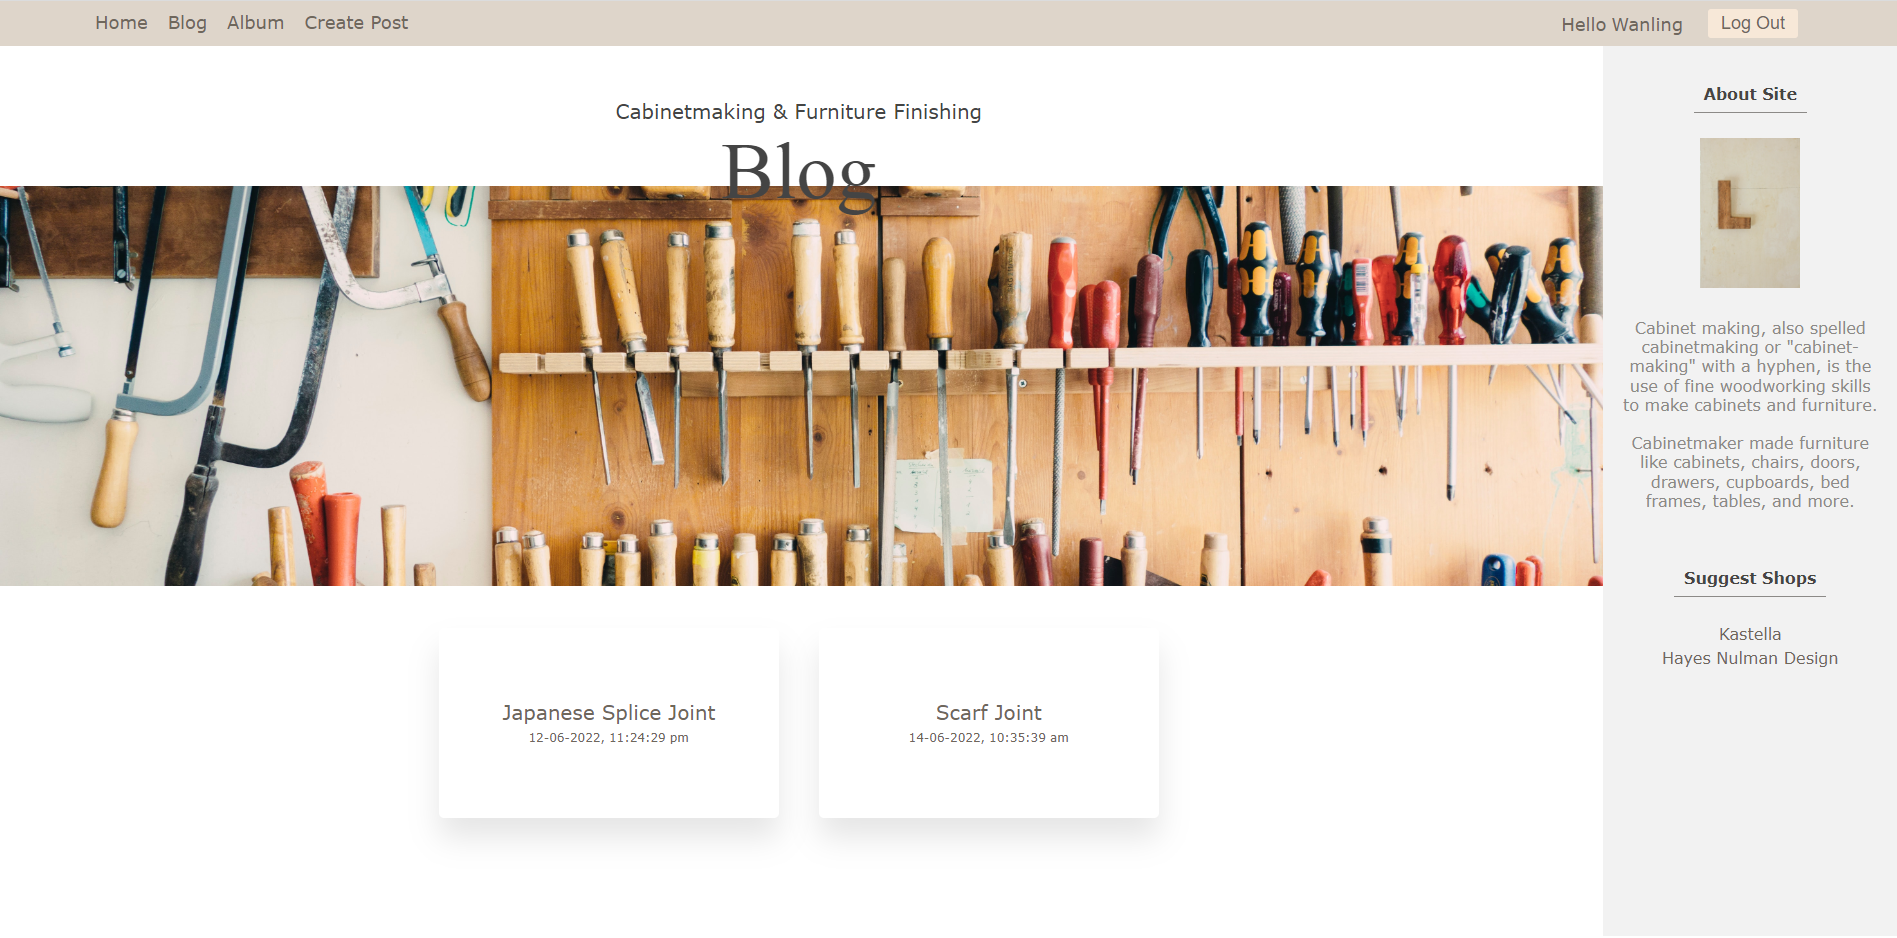 Home Blog Album Create Post Hello Wanling Log Out
Cabinetmaking & Furniture Finishing
Blog
Japanese Splice Joint
12-06-2022, 11:24:29 pm
Scarf Joint
14-06-2022, 10:35:39 am
About Site
L
Cabinet making, also spelled
cabinetmaking or "cabinet-
making" with a hyphen, is the
use of fine woodworking skills
to make cabinets and furniture.
Cabinetmaker made furniture
like cabinets, chairs, doors,
drawers, cupboards, bed
frames, tables, and more.
Suggest Shops
Kastella
Hayes Nulman Design